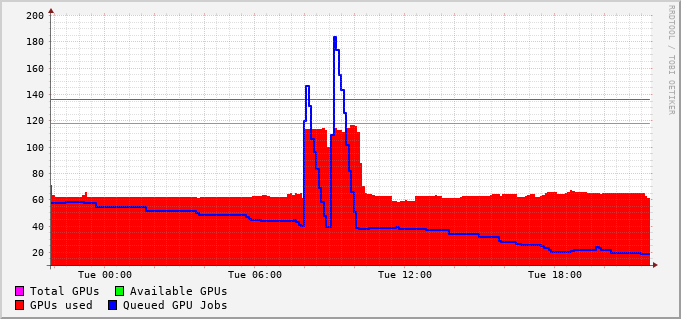 200
180
160
140
120
100
80
60
40
20
Tue 00:00 Tue 06:00 Tue 12:00 Tue 18:00
Total GPUs Available GPUs
GPUs used Queued GPU Jobs
RRDTOOL / TOBI OETIKER